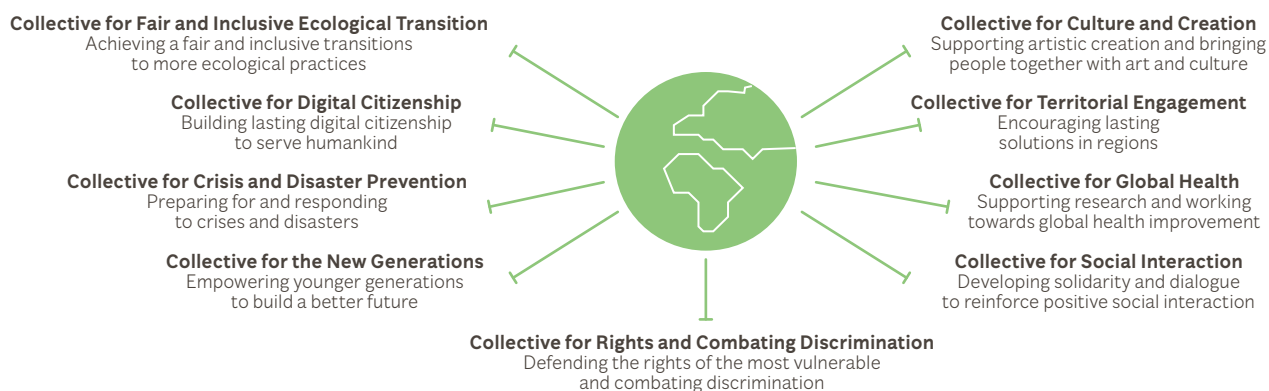 Collective for Fair and Inclusive Ecological Transition
Achieving a fair and inclusive transitions
to more ecological practices
Collective for Digital Citizenship
Building lasting digital citizenship
to serve humankind
Collective for Crisis and Disaster Prevention
Preparing for and responding
to crises and disasters
Collective for the New Generations
Empowering younger generations
to build a better future
Collective for Culture and Creation
Supporting artistic creation and bringing
people together with art and culture
Collective for Territorial Engagement
Encouraging lasting
solutions in regions
Collective for Global Health
Supporting research and working
towards global health improvement
Collective for Social Interaction
Developing solidarity and dialogue
to reinforce positive social interaction
Collective for Rights and Combating Discrimination
Defending the rights of the most vulnerable
and combating discrimination